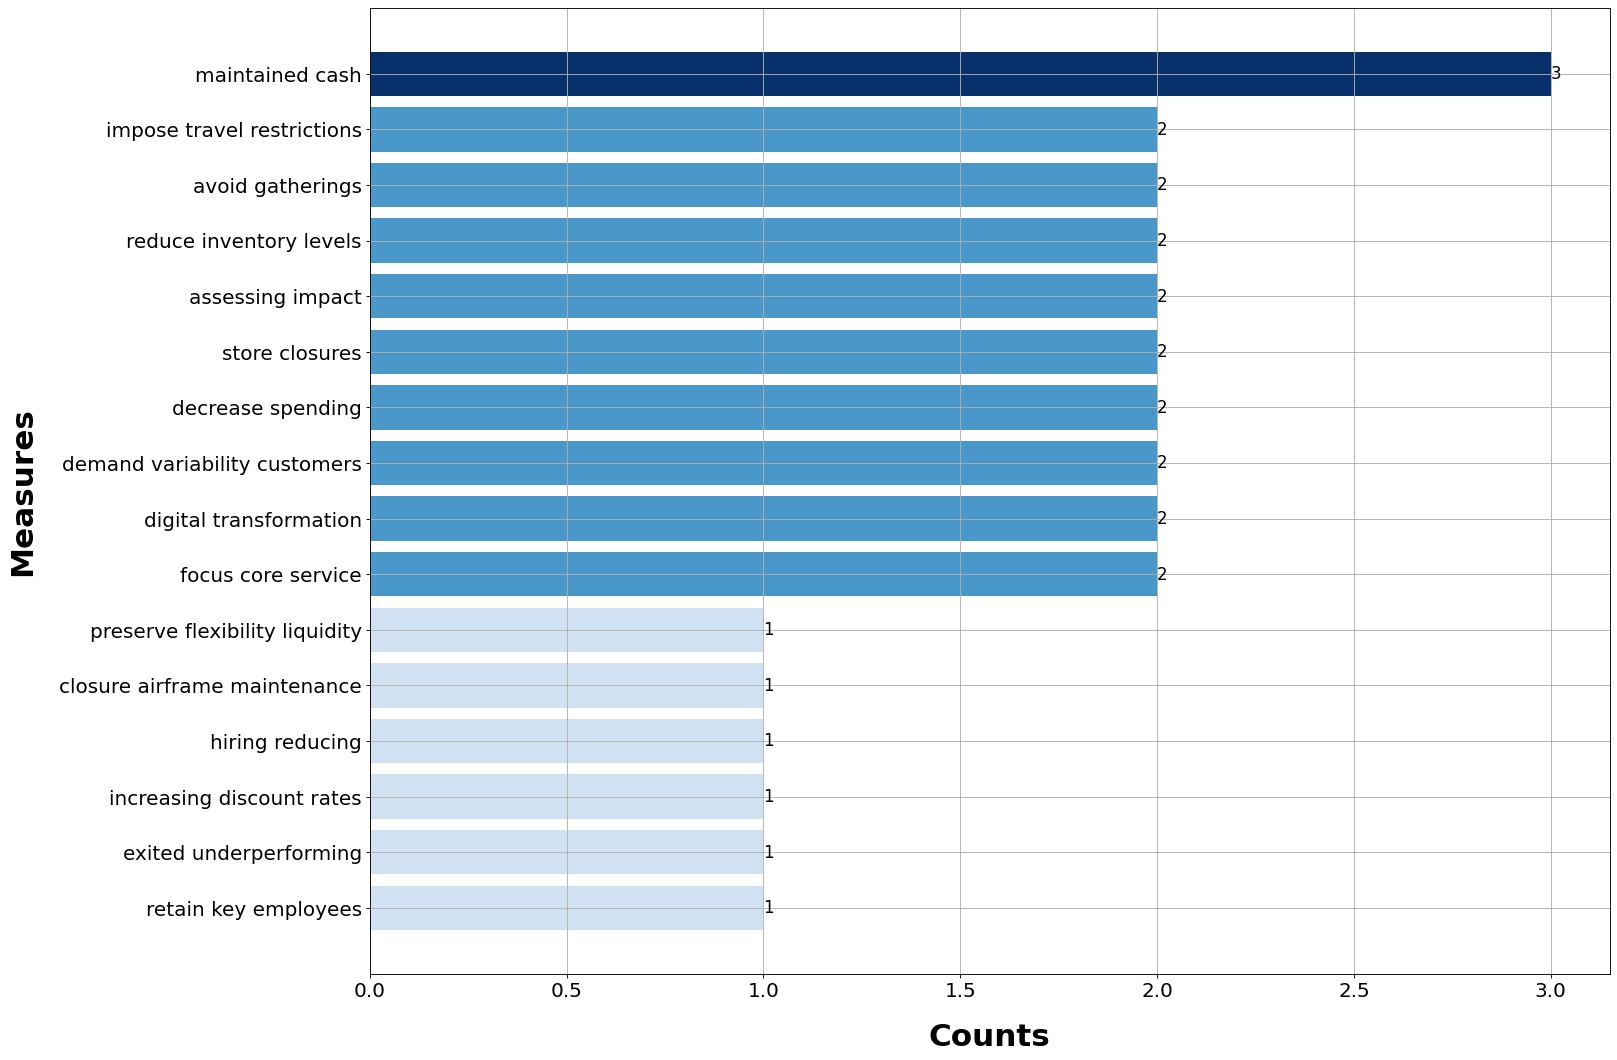 maintained cash 3
impose travel restrictions 2
avoid gatherings 2
reduce inventory levels 2
assessing impact 2
store closures 2
decrease spending 2
demand variability customers 2
digital transformation 2
focus core service 2
preserve flexibility liquidity 1
closure airframe maintenance 1
hiring reducing 1
increasing discount rates 1
exited underperforming 1
retain key employees 1
Measures
0.0 0.5 1.0 1.5 2.0 2.5 3.0
Counts